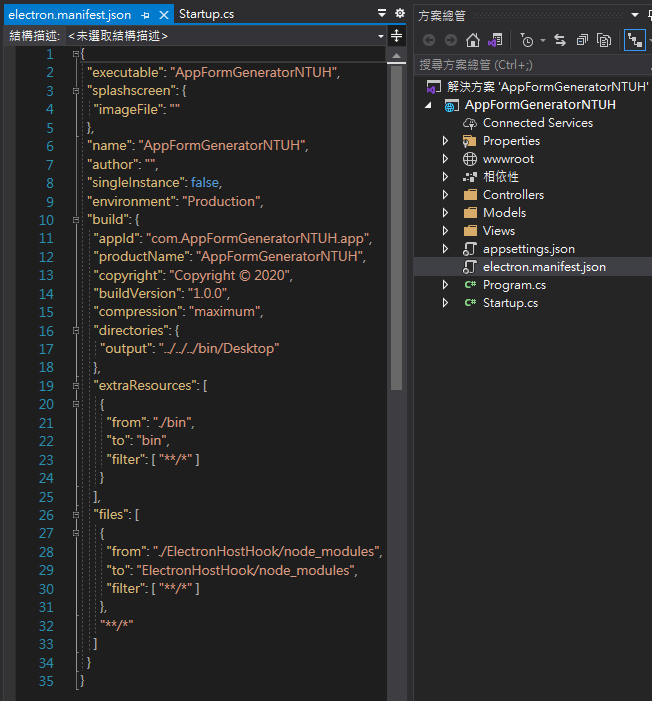 electron.manifest.json
Startup.cs
結構描述: <未選取結構描述>
1 {
2 "executable": "AppFormGeneratorNTUH",
3 "splashscreen": {
4 "imageFile": ""
5 },
6 "name": "AppFormGeneratorNTUH",
7 "author": "",
8 "singleInstance": false,
9 "environment": "Production",
10 "build": {
11 "appId": "com.AppFormGeneratorNTUH.app",
12 "productName": "AppFormGeneratorNTUH",
13 "copyright": "Copyright © 2020",
14 "buildVersion": "1.0.0",
15 "compression": "maximum",
16 "directories": {
17 "output": "../../../bin/Desktop"
18 },
19 "extraResources": [
20 {
21 "from": "./bin",
22 "to": "bin",
23 "filter": [ "**/*" ]
24 }
25 ],
26 "files": [
27 {
28 "from": "./ElectronHostHook/node_modules",
29 "to": "ElectronHostHook/node_modules",
30 "filter": [ "**/*" ]
31 },
32 "**/*"
33 ]
34 }
35 }
方案總管
搜尋方案總管 (Ctrl+;)
解決方案 'AppFormGeneratorNTUH'
AppFormGeneratorNTUH
Connected Services
Properties
wwwroot
相依性
Controllers
Models
Views
appsettings.json
electron.manifest.json
C# Program.cs
C# Startup.cs